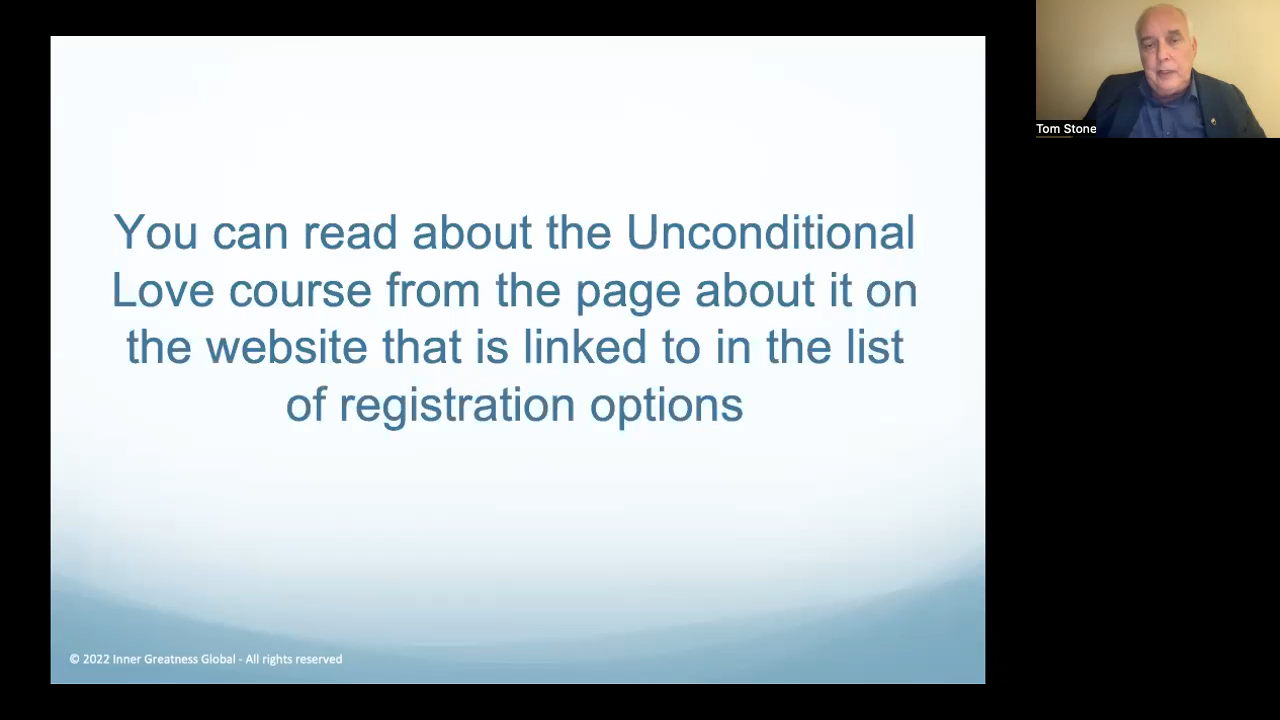 You can read about the Unconditional
Love course from the page about it on
the website that is linked to in the list
of registration options
© 2022 Inner Greatness Global - All rights reserved
Tom Stone